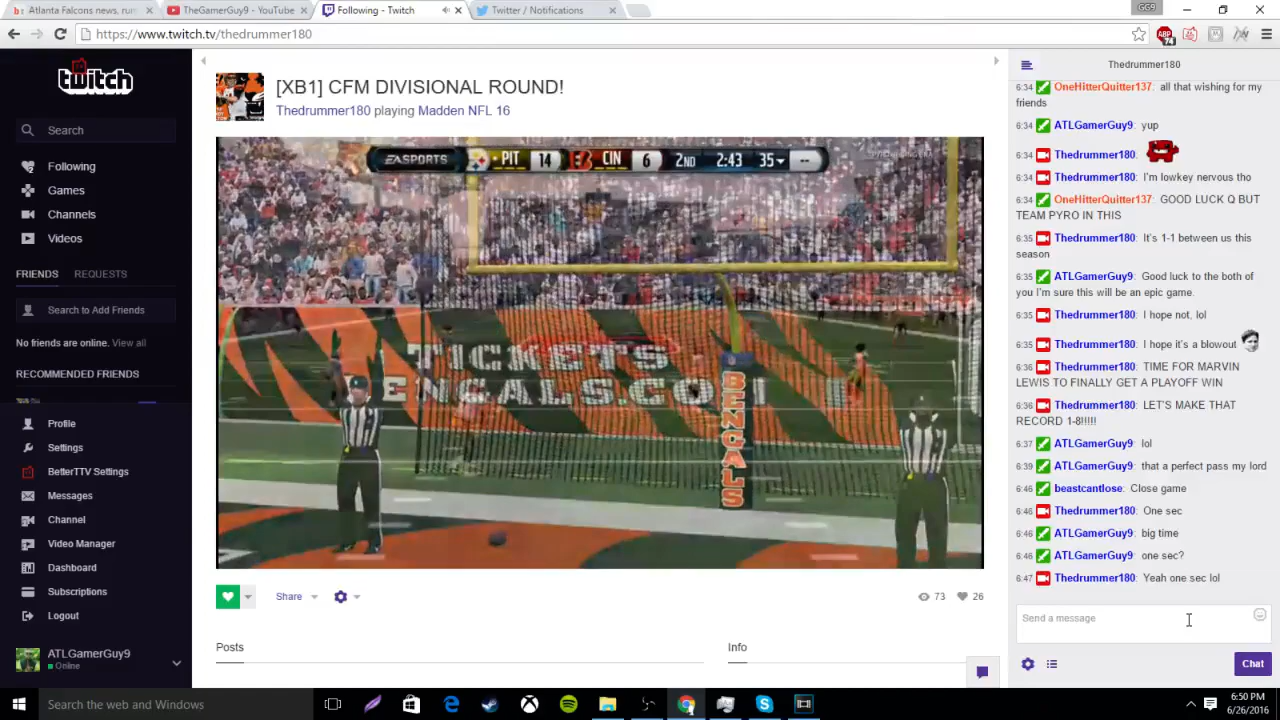 Atlanta Falcons news, rum
TheGamerGuy9 - YouTube
Following - Twitch
Twitter / Notifications
GG9
https://www.twitch.tv/thedrummer180
ABP
74
twitch
Search
Following
Games
Channels
Videos
FRIENDS REQUESTS
Search to Add Friends
No friends are online. View all
RECOMMENDED FRIENDS
Profile
Settings
BetterTTV Settings
Messages
Channel
Video Manager
Dashboard
Subscriptions
Logout
ATLGamerGuy9
Online
[XB1] CFM DIVISIONAL ROUND!
Thedrummer180 playing Madden NFL 16
EA SPORTS PIT 14 CIN 6 2ND 2:43 35 --
TICKETS
BENGALS.COM
BENGALS
Share
73 26
Posts
Info
Thedrummer180
6:34 OneHitterQuitter137: all that wishing for my
friends
6:34 ATLGamerGuy9: yup
6:34 Thedrummer180:
6:34 Thedrummer180: I'm lowkey nervous tho
6:34 OneHitterQuitter137: GOOD LUCK Q BUT
TEAM PYRO IN THIS
6:35 Thedrummer180: It's 1-1 between us this
season
6:35 ATLGamerGuy9: Good luck to the both of
you I'm sure this will be an epic game.
6:35 Thedrummer180: I hope not, lol
6:35 Thedrummer180: I hope it's a blowout
6:36 Thedrummer180: TIME FOR MARVIN
LEWIS TO FINALLY GET A PLAYOFF WIN
6:36 Thedrummer180: LET'S MAKE THAT
RECORD 1-8!!!!!
6:37 ATLGamerGuy9: lol
6:39 ATLGamerGuy9: that a perfect pass my lord
6:46 beastcantlose: Close game
6:46 Thedrummer180: One sec
6:46 ATLGamerGuy9: big time
6:46 ATLGamerGuy9: one sec?
6:47 Thedrummer180: Yeah one sec lol
Send a message
Chat
Search the web and Windows
6:50 PM
6/26/2016